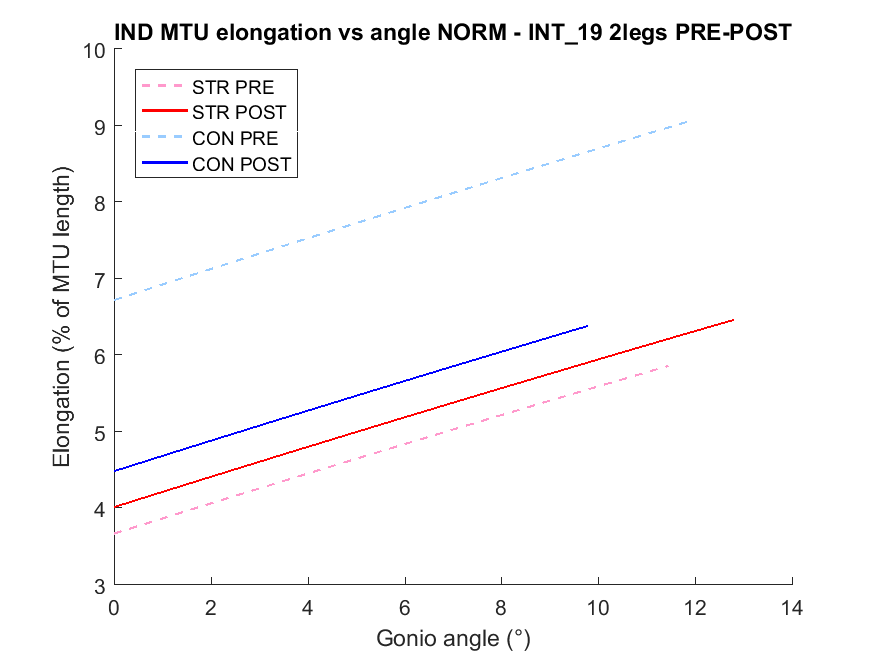 IND MTU elongation vs angle NORM - INT_19 2legs PRE-POST
10
9
8
7
6
5
4
3
Elongation (% of MTU length)
STR PRE
STR POST
CON PRE
CON POST
0 2 4 6 8 10 12 14
Gonio angle (°)